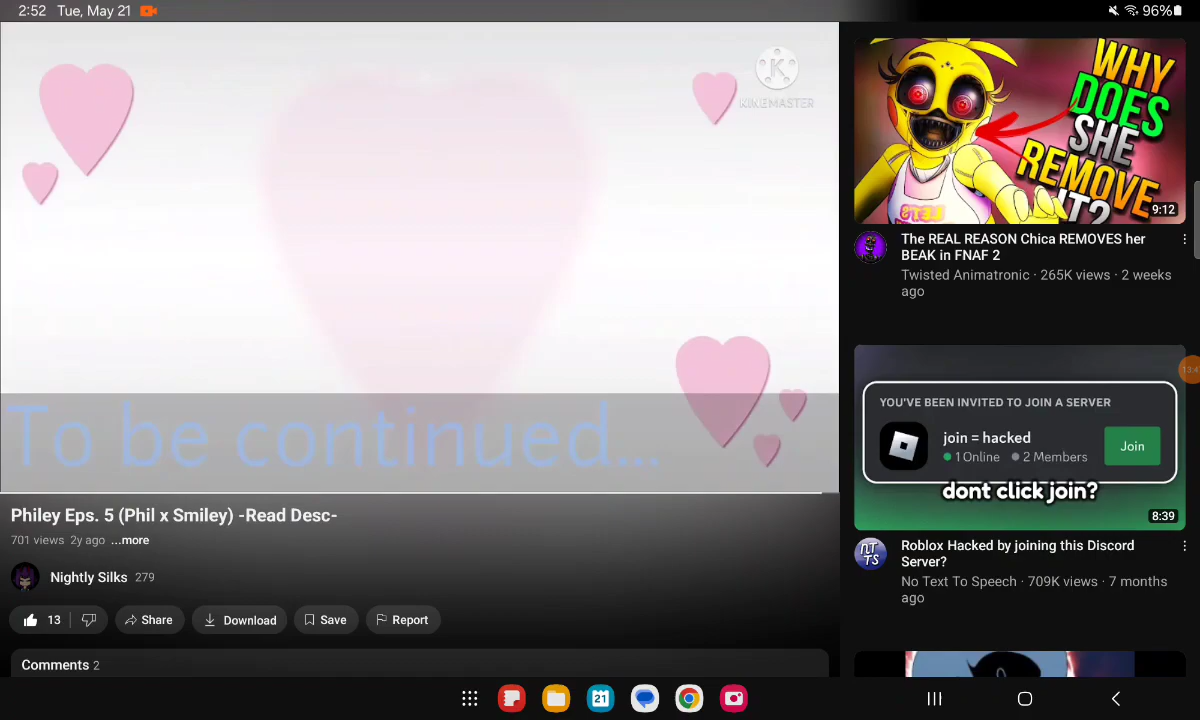 2:52 Tue, May 21
96%
KINEMASTER
To be continued...
Philey Eps. 5 (Phil x Smiley) -Read Desc-
701 views 2y ago ...more
Nightly Silks 279
13
Share
Download
Save
Report
Comments 2
WHY
DOES
SHE
REMOVE
IT?
9:12
The REAL REASON Chica REMOVES her
BEAK in FNAF 2
Twisted Animatronic · 265K views · 2 weeks
ago
YOU'VE BEEN INVITED TO JOIN A SERVER
join = hacked
1 Online 2 Members
Join
dont click join?
8:39
NT
TS
Roblox Hacked by joining this Discord
Server?
No Text To Speech · 709K views · 7 months
ago
21